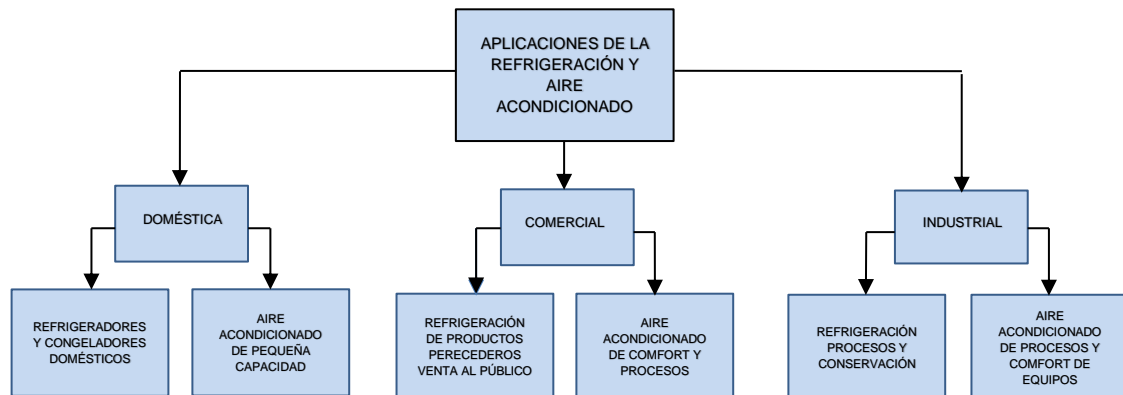 APLICACIONES DE LA
REFRIGERACIÓN Y
AIRE
ACONDICIONADO
DOMÉSTICA
COMERCIAL
INDUSTRIAL
REFRIGERADORES
Y CONGELADORES
DOMÉSTICOS
AIRE
ACONDICIONADO
DE PEQUEÑA
CAPACIDAD
REFRIGERACIÓN
DE PRODUCTOS
PERECEDEROS
VENTA AL PÚBLICO
AIRE
ACONDICIONADO
DE COMFORT Y
PROCESOS
REFRIGERACIÓN
PROCESOS Y
CONSERVACIÓN
AIRE
ACONDICIONADO
DE PROCESOS Y
COMFORT DE
EQUIPOS